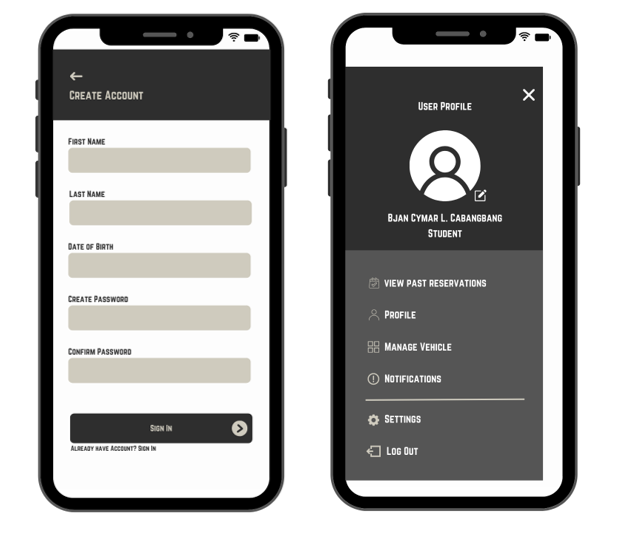 Create Account
First Name
Last Name
Date of Birth
Create Password
Confirm Password
Sign In
Already have Account? Sign In
User Profile
Bjan Cymar L. Cabangbang
Student
View Past Reservations
Profile
Manage Vehicle
Notifications
Settings
Log Out